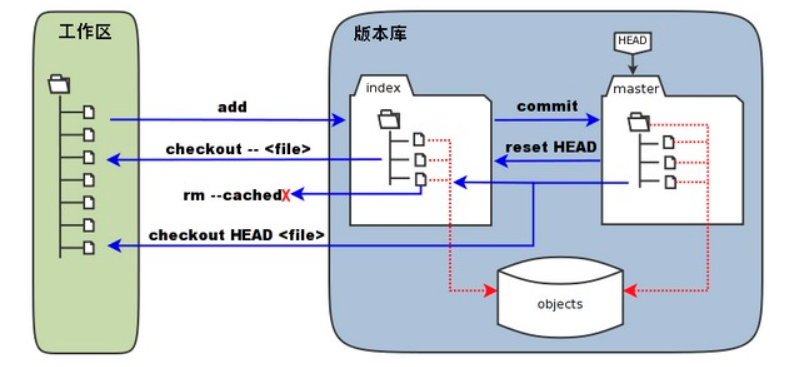 工作区
版本库
HEAD
index
master
add
commit
checkout -- <file>
reset HEAD
rm --cachedX
checkout HEAD <file>
objects